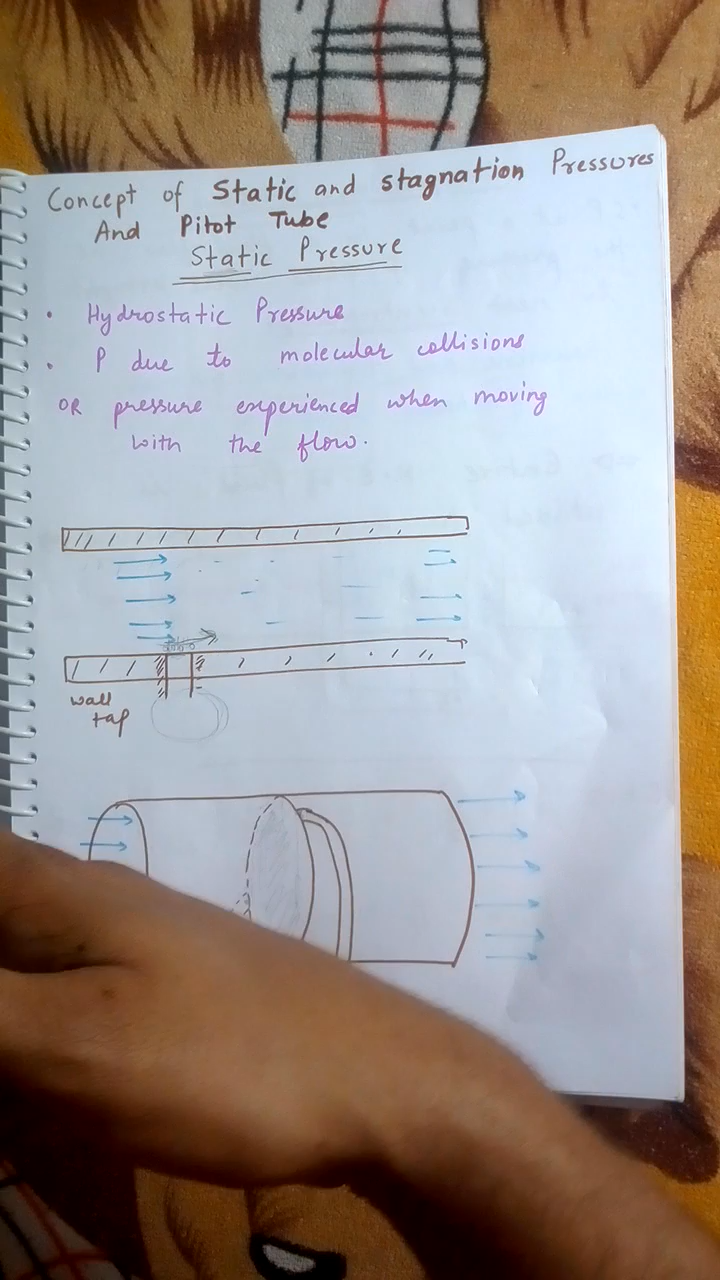 Concept of Static and stagnation Pressures
And Pitot Tube
Static Pressure
• Hydrostatic Pressure
• P due to molecular collisions
OR pressure experienced when moving
with the flow.
wall
tap